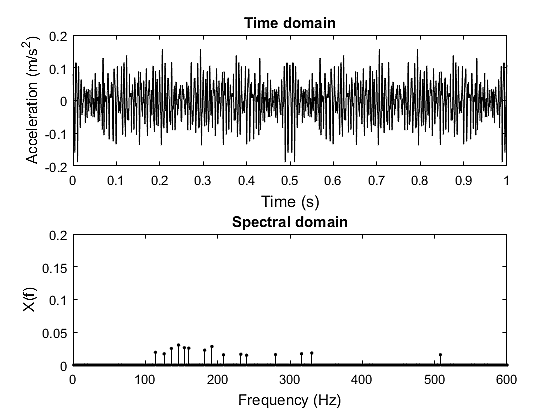 Time domain
Acceleration (m/s²)
0.2
0.1
0
-0.1
-0.2
0 0.1 0.2 0.3 0.4 0.5 0.6 0.7 0.8 0.9 1
Time (s)
Spectral domain
X(f)
0.2
0.15
0.1
0.05
0
0 100 200 300 400 500 600
Frequency (Hz)